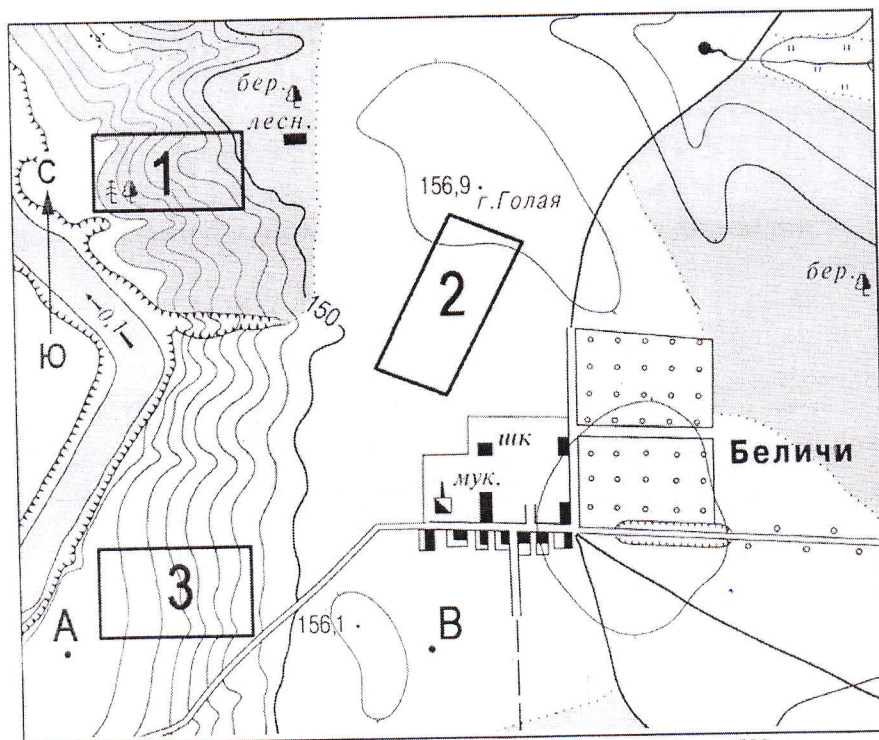 бер.
лесн.
С
1
156,9
г.Голая
2
бер.
0,1
150
Ю
Беличи
шк
мук.
3
А
156,1
В